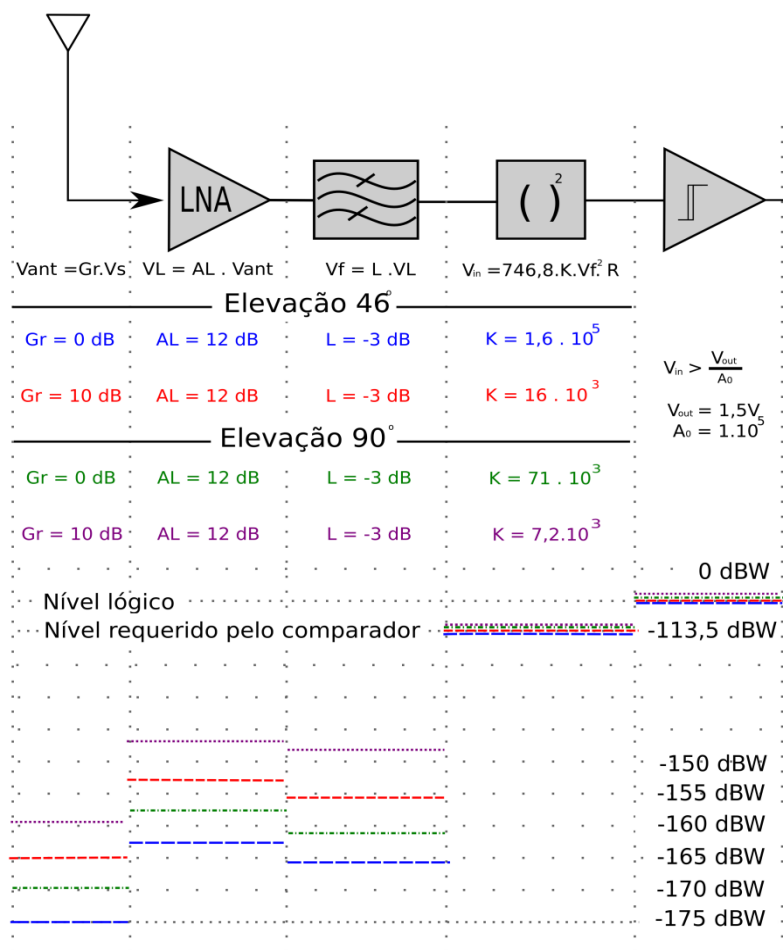 LNA
( )²
Vant =Gr.Vs VL = AL . Vant Vf = L .VL Vin =746,8.K.Vf.² R
Elevação 46°
Gr = 0 dB AL = 12 dB L = -3 dB K = 1,6 . 10⁵
Vin > Vout / A₀
Gr = 10 dB AL = 12 dB L = -3 dB K = 16 . 10³
Vout = 1,5V
A₀ = 1.10⁵
Elevação 90°
Gr = 0 dB AL = 12 dB L = -3 dB K = 71 . 10³
Gr = 10 dB AL = 12 dB L = -3 dB K = 7,2.10³
0 dBW
Nível lógico
Nível requerido pelo comparador -113,5 dBW
-150 dBW
-155 dBW
-160 dBW
-165 dBW
-170 dBW
-175 dBW